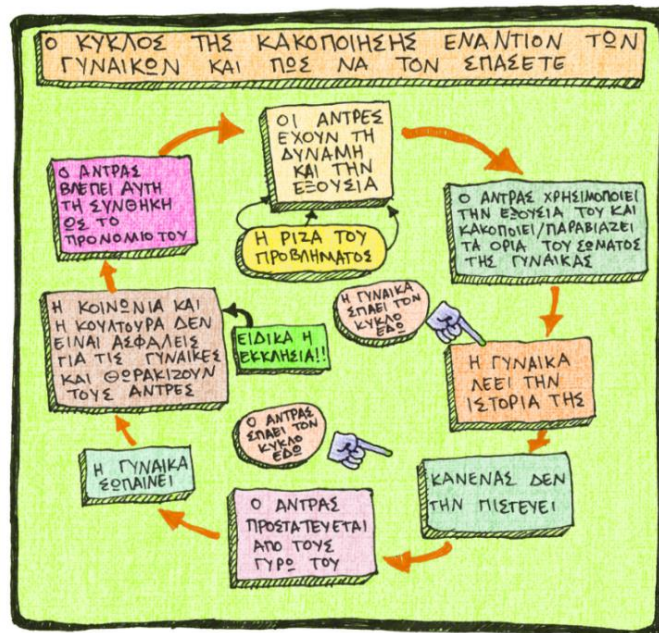 Ο ΚΥΚΛΟΣ ΤΗΣ ΚΑΚΟΠΟΙΗΣΗΣ ΕΝΑΝΤΙΟΝ ΤΩΝ
ΓΥΝΑΙΚΩΝ ΚΑΙ ΠΩΣ ΝΑ ΤΟΝ ΣΠΑΣΕΤΕ
ΟΙ ΑΝΤΡΕΣ
ΕΧΟΥΝ ΤΗ
ΔΥΝΑΜΗ
ΚΑΙ ΤΗΝ
ΕΞΟΥΣΙΑ
Η ΡΙΖΑ ΤΟΥ
ΠΡΟΒΛΗΜΑΤΟΣ
Ο ΑΝΤΡΑΣ ΧΡΗΣΙΜΟΠΟΙΕΙ
ΤΗΝ ΕΞΟΥΣΙΑ ΤΟΥ ΚΑΙ
ΚΑΚΟΠΟΙΕΙ/ΠΑΡΑΒΙΑΖΕΙ
ΤΑ ΟΡΙΑ ΤΟΥ ΣΩΜΑΤΟΣ
ΤΗΣ ΓΥΝΑΙΚΑΣ
Η ΓΥΝΑΙΚΑ
ΣΠΑΕΙ ΤΟΝ
ΚΥΚΛΟ
ΕΔΩ
Η ΓΥΝΑΙΚΑ
ΛΕΕΙ ΤΗΝ
ΙΣΤΟΡΙΑ ΤΗΣ
ΚΑΝΕΝΑΣ ΔΕΝ
ΤΗΝ ΠΙΣΤΕΥΕΙ
Ο ΑΝΤΡΑΣ
ΣΠΑΕΙ ΤΟΝ
ΚΥΚΛΟ
ΕΔΩ
Ο ΑΝΤΡΑΣ
ΠΡΟΣΤΑΤΕΥΕΤΑΙ
ΑΠΟ ΤΟΥΣ
ΓΥΡΩ ΤΟΥ
Η ΓΥΝΑΙΚΑ
ΣΩΠΑΙΝΕΙ
Η ΚΟΙΝΩΝΙΑ ΚΑΙ
Η ΚΟΥΛΤΟΥΡΑ ΔΕΝ
ΕΙΝΑΙ ΑΣΦΑΛΕΙΣ
ΓΙΑ ΤΙΣ ΓΥΝΑΙΚΕΣ
ΚΑΙ ΘΩΡΑΚΙΖΟΥΝ
ΤΟΥΣ ΑΝΤΡΕΣ
ΕΙΔΙΚΑ Η
ΕΚΚΛΗΣΙΑ!!
Ο ΑΝΤΡΑΣ
ΒΛΕΠΕΙ ΑΥΤΗ
ΤΗ ΣΥΝΘΗΚΗ
ΩΣ ΤΟ
ΠΡΟΝΟΜΙΟ ΤΟΥ